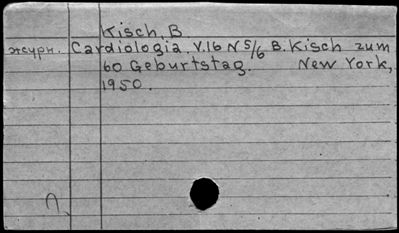 Kisch, B.
журн. Cardiologia. V.16 N 5/6 B. Kisch zum
60 Geburtstag. New York,
1950.